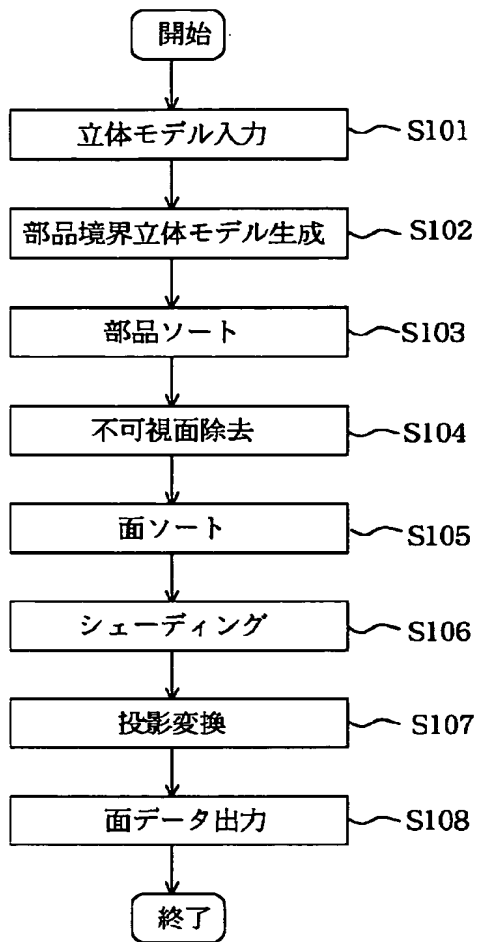 開始
立体モデル入力 S101
部品境界立体モデル生成 S102
部品ソート S103
不可視面除去 S104
面ソート S105
シェーディング S106
投影変換 S107
面データ出力 S108
終了